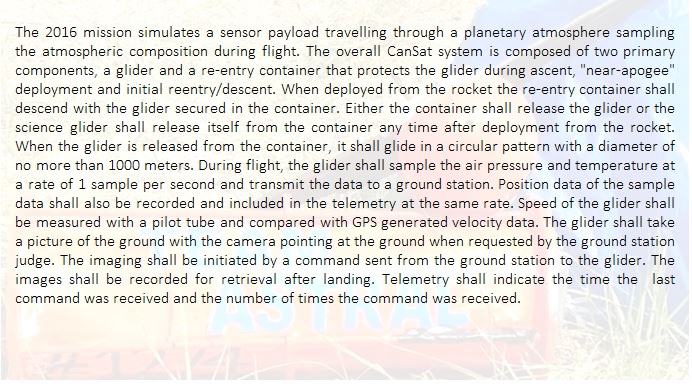 The 2016 mission simulates a sensor payload travelling through a planetary atmosphere sampling
the atmospheric composition during flight. The overall CanSat system is composed of two primary
components, a glider and a re-entry container that protects the glider during ascent, "near-apogee"
deployment and initial reentry/descent. When deployed from the rocket the re-entry container shall
descend with the glider secured in the container. Either the container shall release the glider or the
science glider shall release itself from the container any time after deployment from the rocket.
When the glider is released from the container, it shall glide in a circular pattern with a diameter of
no more than 1000 meters. During flight, the glider shall sample the air pressure and temperature at
a rate of 1 sample per second and transmit the data to a ground station. Position data of the sample
data shall also be recorded and included in the telemetry at the same rate. Speed of the glider shall
be measured with a pilot tube and compared with GPS generated velocity data. The glider shall take
a picture of the ground with the camera pointing at the ground when requested by the ground station
judge. The imaging shall be initiated by a command sent from the ground station to the glider. The
images shall be recorded for retrieval after landing. Telemetry shall indicate the time the last
command was received and the number of times the command was received.
ASTRAL